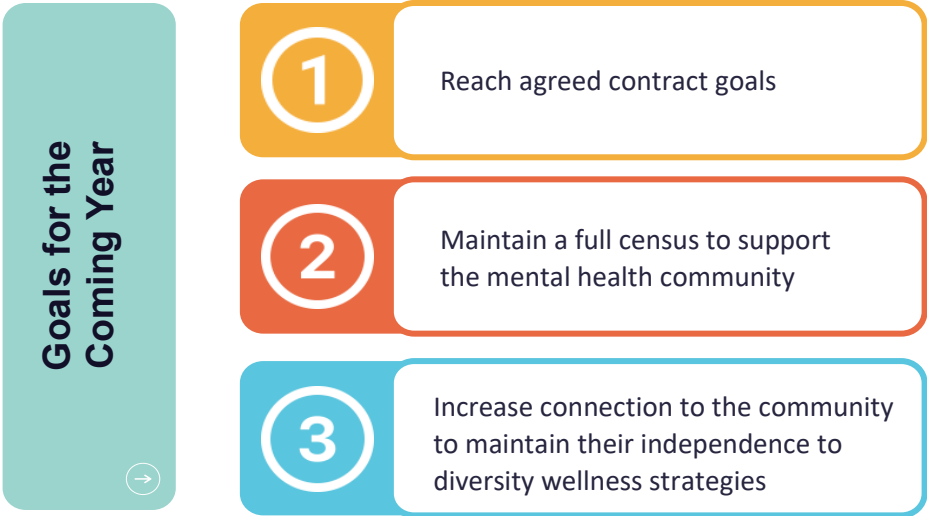 Goals for the
Coming Year
1
Reach agreed contract goals
2
Maintain a full census to support
the mental health community
3
Increase connection to the community
to maintain their independence to
diversity wellness strategies